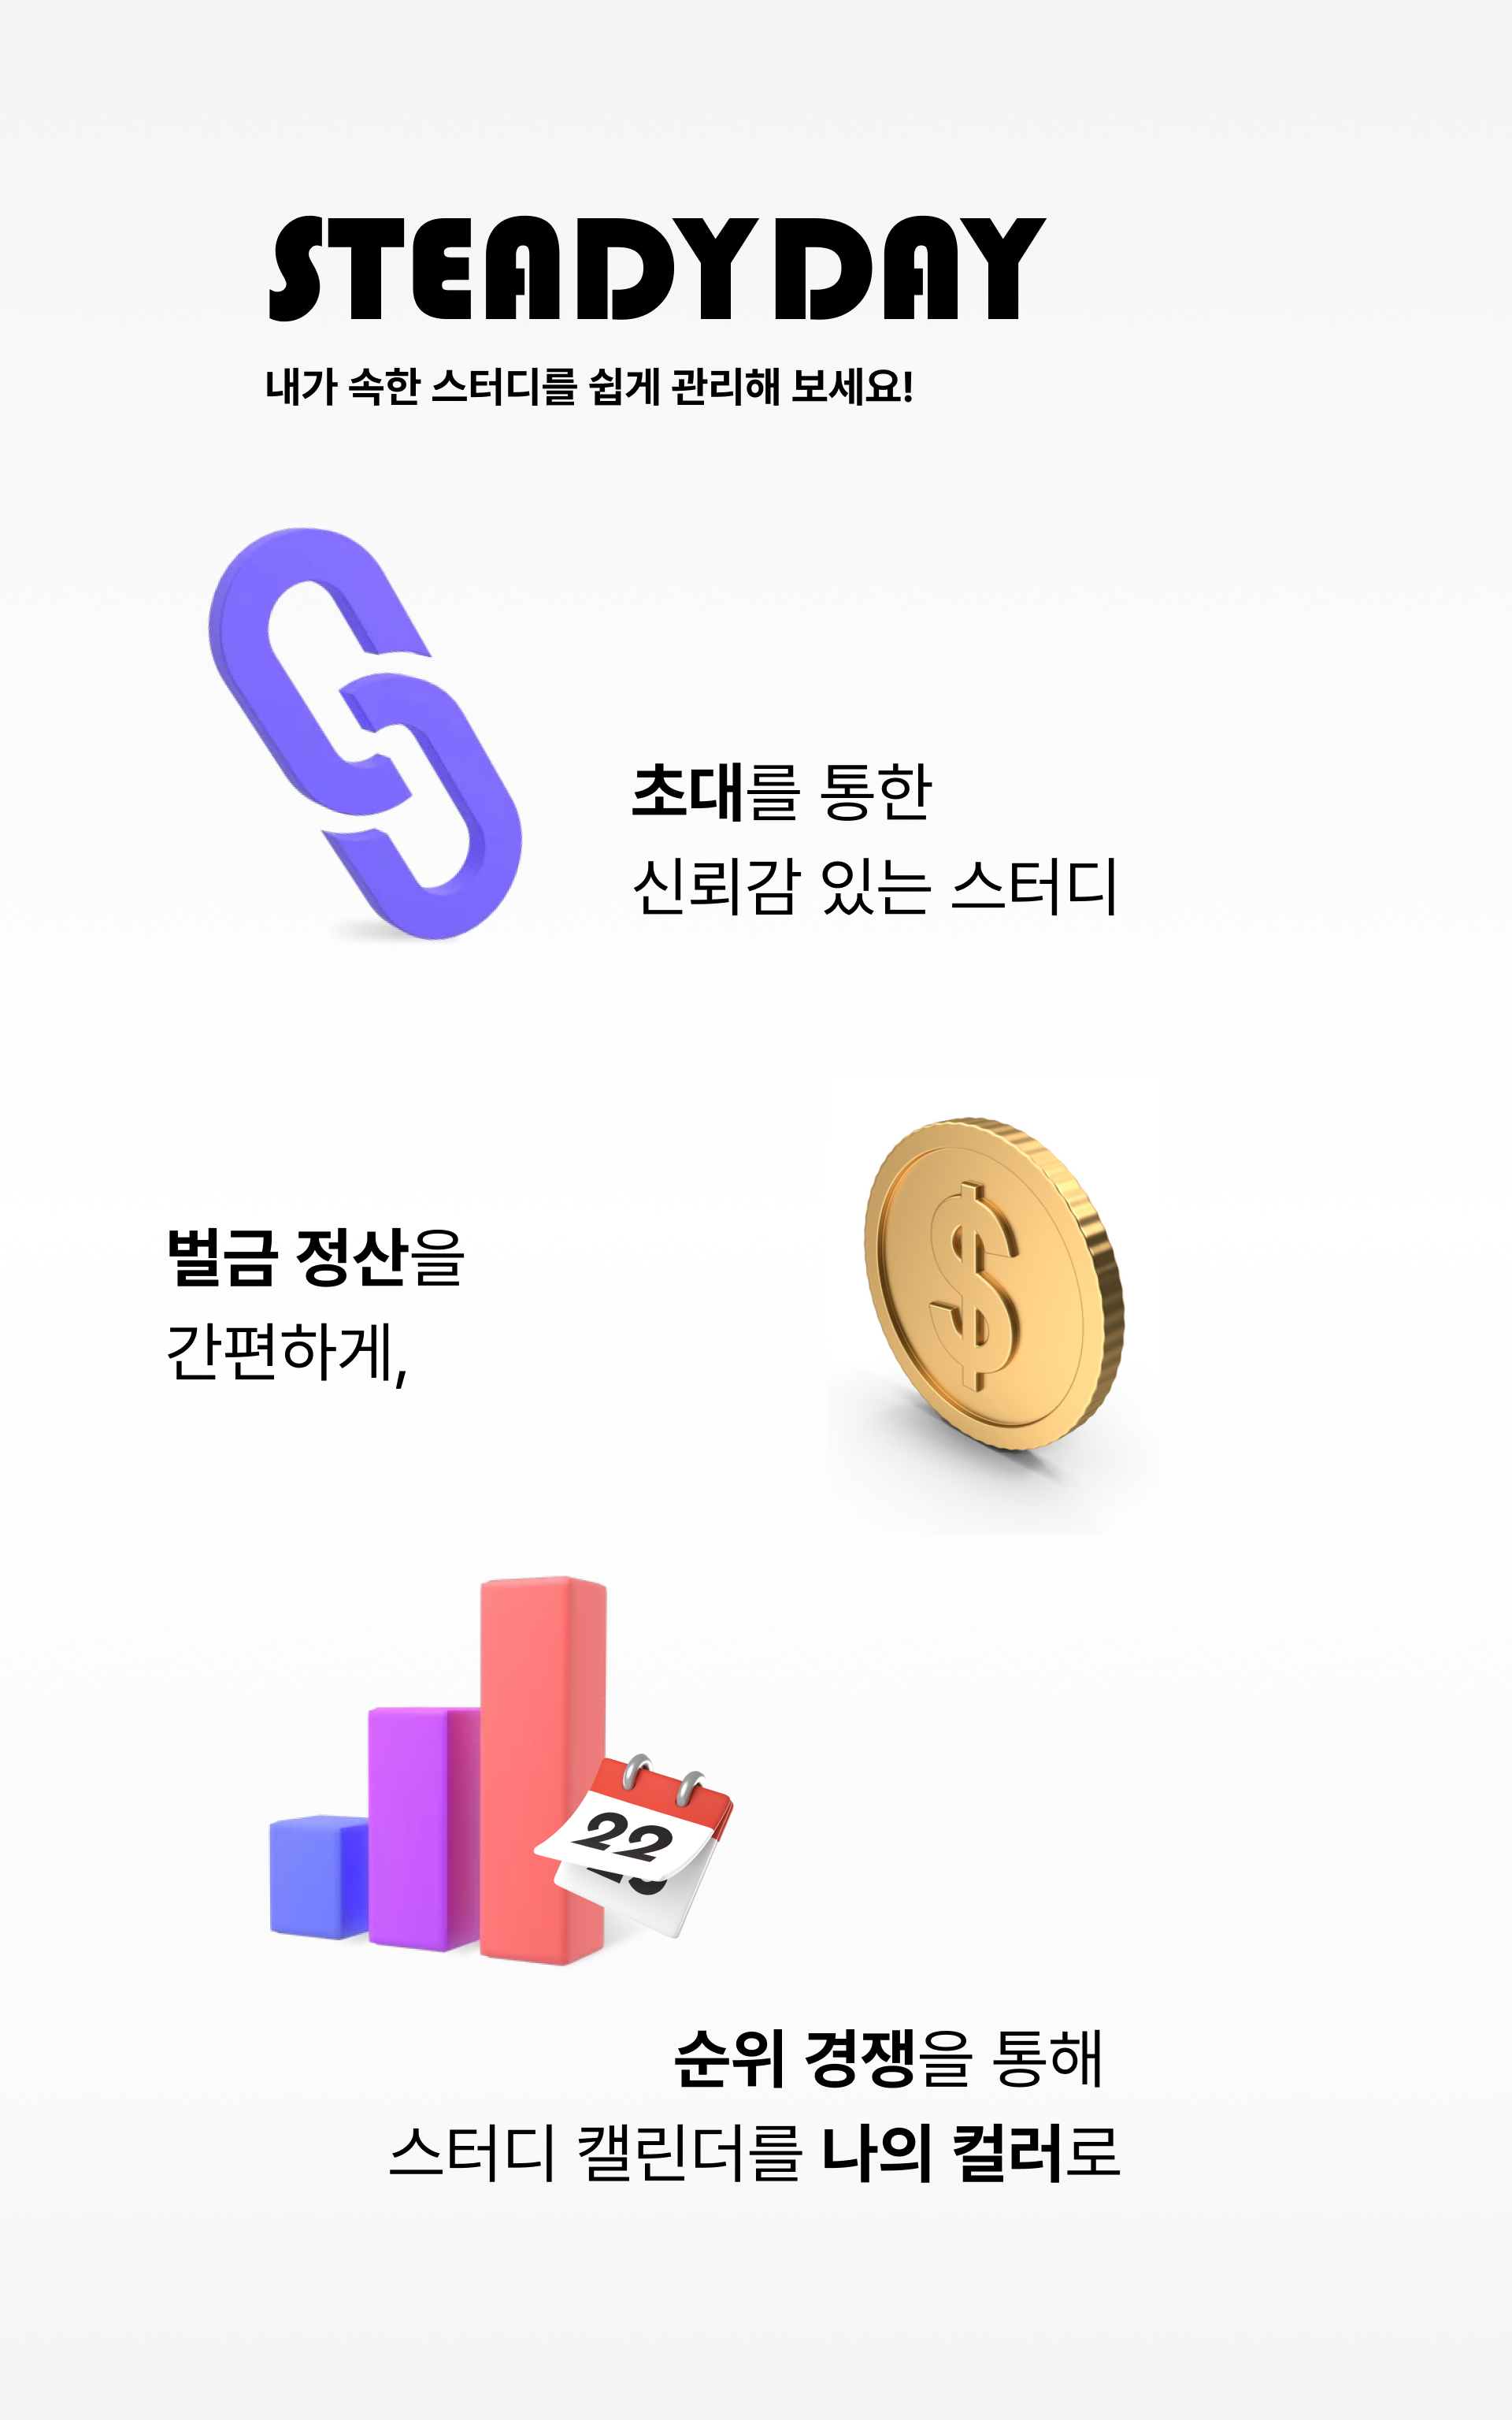 STEADYDAY
내가 속한 스터디를 쉽게 관리해 보세요!
초대를 통한
신뢰감 있는 스터디
벌금 정산을
간편하게,
$
22
순위 경쟁을 통해
스터디 캘린더를 나의 컬러로